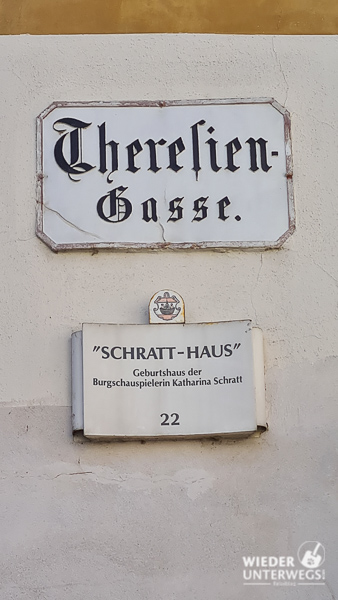 Thereſien-
Gasse.
"SCHRATT-HAUS"
Geburtshaus der
Burgschauspielerin Katharina Schratt
22
WIEDER
UNTERWEGS!